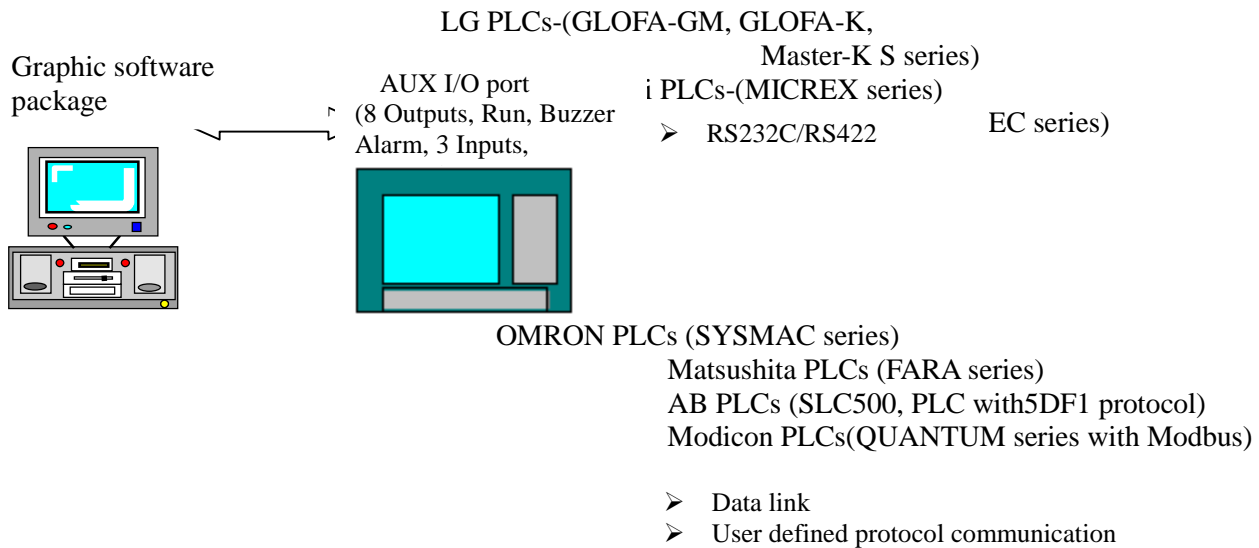 LG PLCs-(GLOFA-GM, GLOFA-K,
Master-K S series)
Graphic software
package
AUX I/O port
(8 Outputs, Run, Buzzer
Alarm, 3 Inputs,
i PLCs-(MICREX series)
EC series)
➢ RS232C/RS422
OMRON PLCs (SYSMAC series)
Matsushita PLCs (FARA series)
AB PLCs (SLC500, PLC with5DF1 protocol)
Modicon PLCs(QUANTUM series with Modbus)
➢ Data link
➢ User defined protocol communication